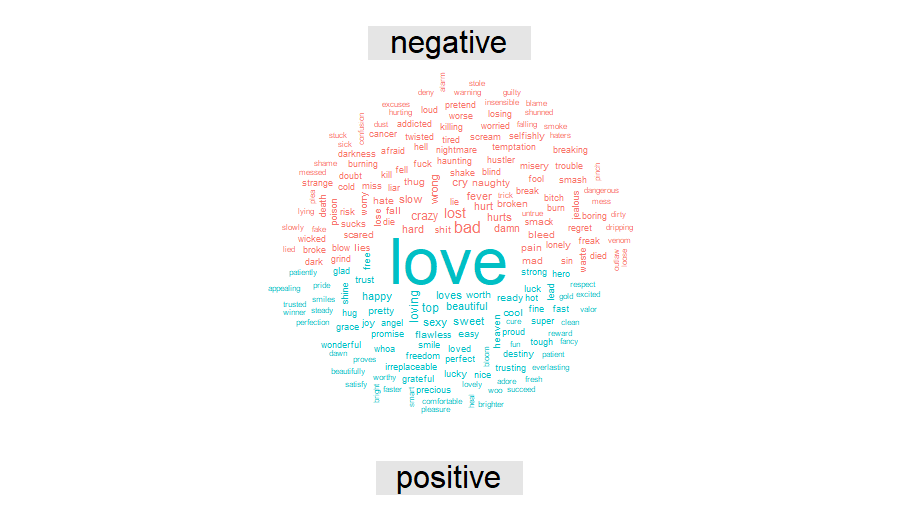 negative
alarm stole
deny warning guilty
excuses pretend insensible blame
hurting loud worse losing shunned
dust addicted killing worried falling smoke
stuck confusion cancer twisted tired scream selfishly haters
sick hell nightmare temptation
darkness afraid breaking
shame burning fell fuck haunting hustler misery trouble
messed doubt kill shake blind fool pinch
strange cold miss liar thug wrong cry naughty smash
plea death hate slow lie fever trick break bitch dangerous
poison worry broken jealous mess
lying risk lose fall crazy lost hurt untrue burn boring dirty
slowly sucks die hurts smack
fake scared hard shit bad damn bleed regret dripping
wicked lonely freak venom
lied broke blow lies pain waste died outlaw loose
dark grind mad sin
love
patiently glad free strong hero
appealing pride shine trust luck lead respect
trusted smiles happy loving loves worth ready hot gold excited
winner steady hug pretty top beautiful cool fine fast valor
perfection grace joy angel sexy sweet heaven cure super clean
promise flawless easy proud reward
wonderful whoa smile loved fun tough fancy
dawn proves freedom perfect bloom destiny patient
beautifully irreplaceable trusting everlasting
worthy grateful lucky nice adore fresh
satisfy bright faster smart precious lovely woo succeed
comfortable heal brighter
pleasure
positive